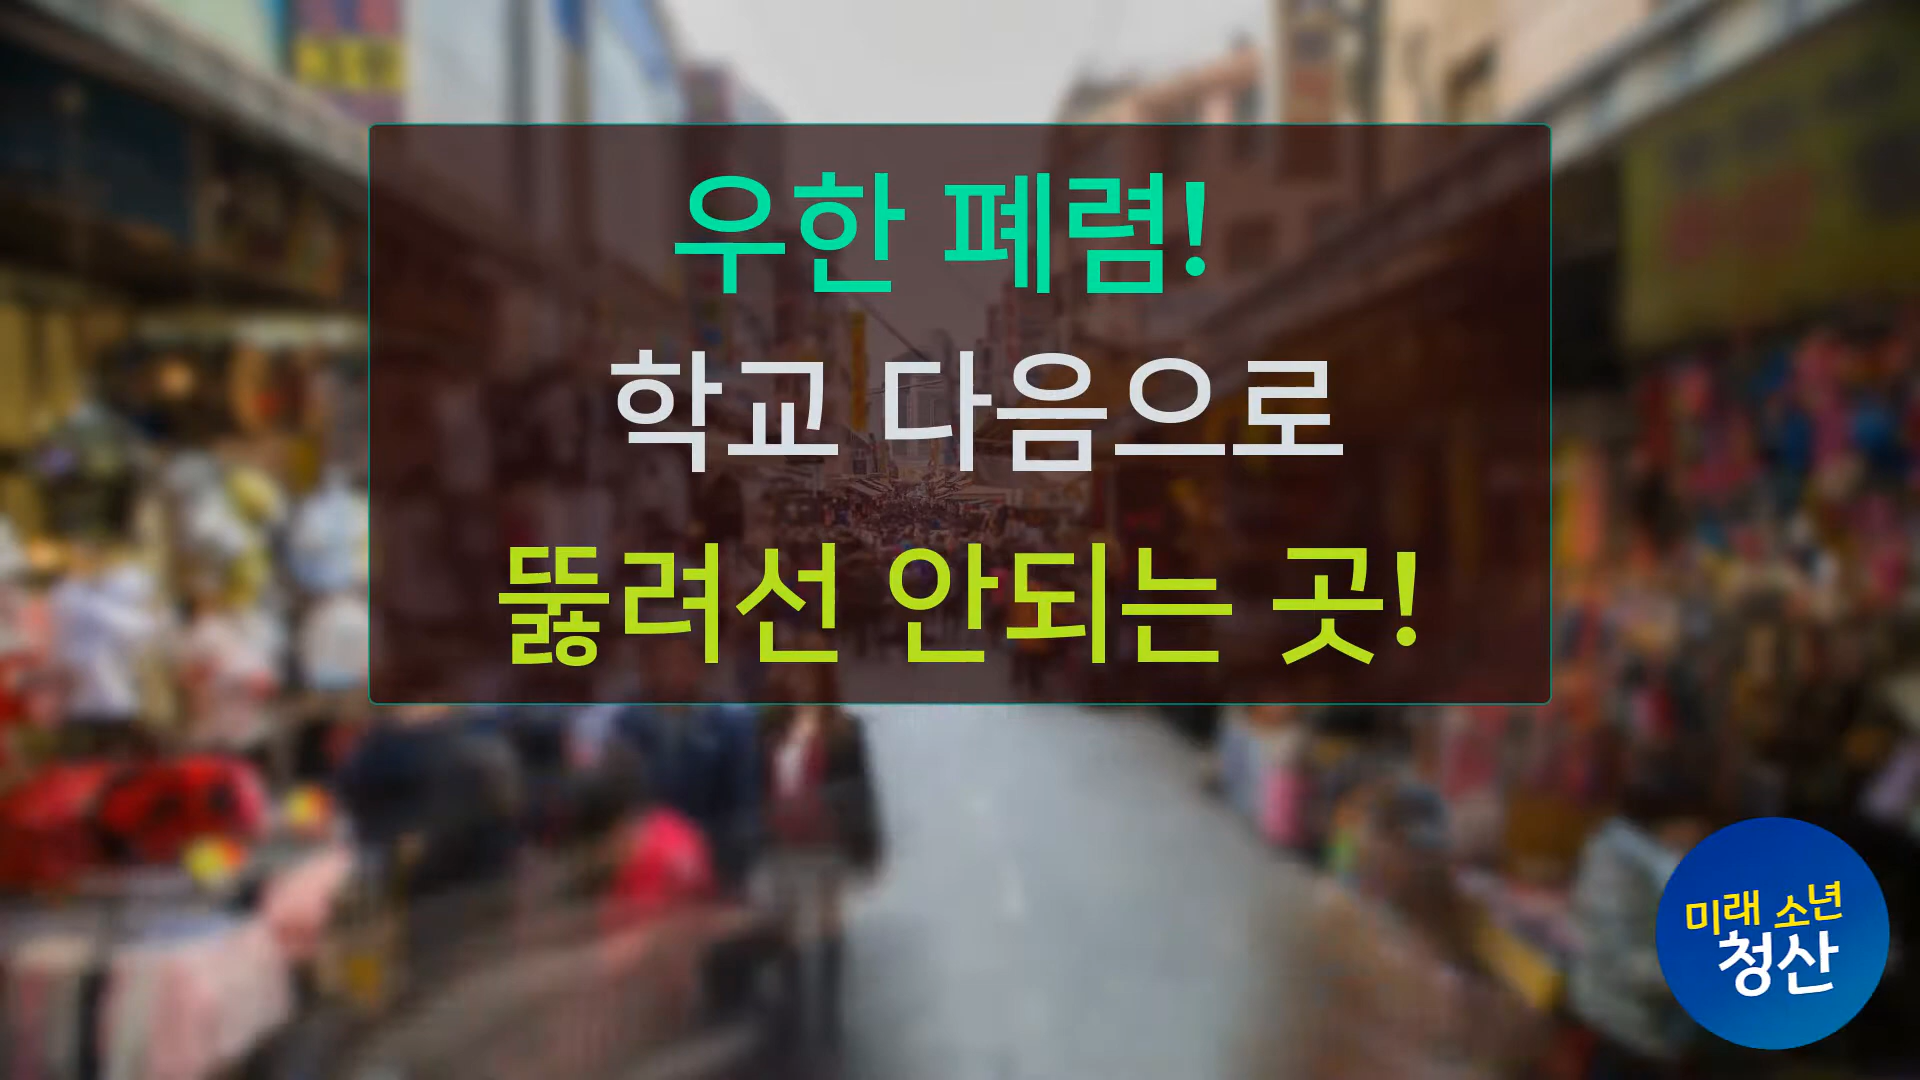 우한 폐렴!
학교 다음으로
뚫려선 안되는 곳!
미래 소년
청산